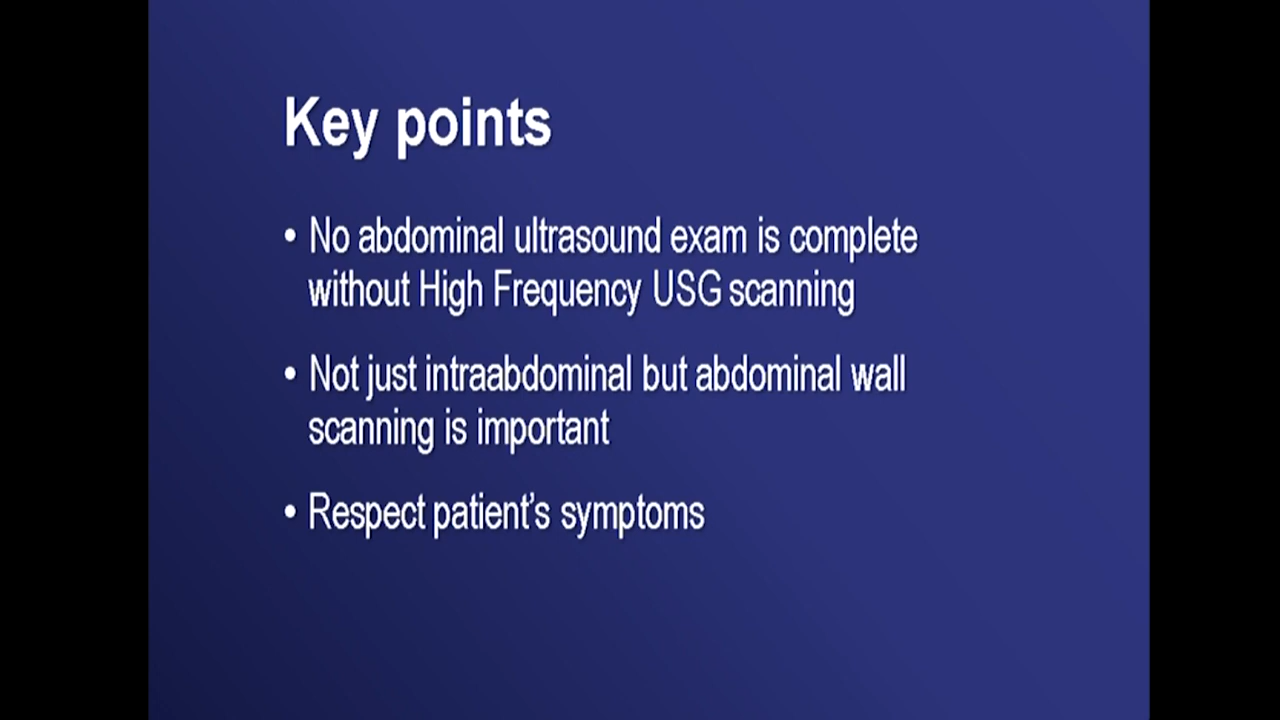 Key points
• No abdominal ultrasound exam is complete
without High Frequency USG scanning
• Not just intraabdominal but abdominal wall
scanning is important
• Respect patient’s symptoms